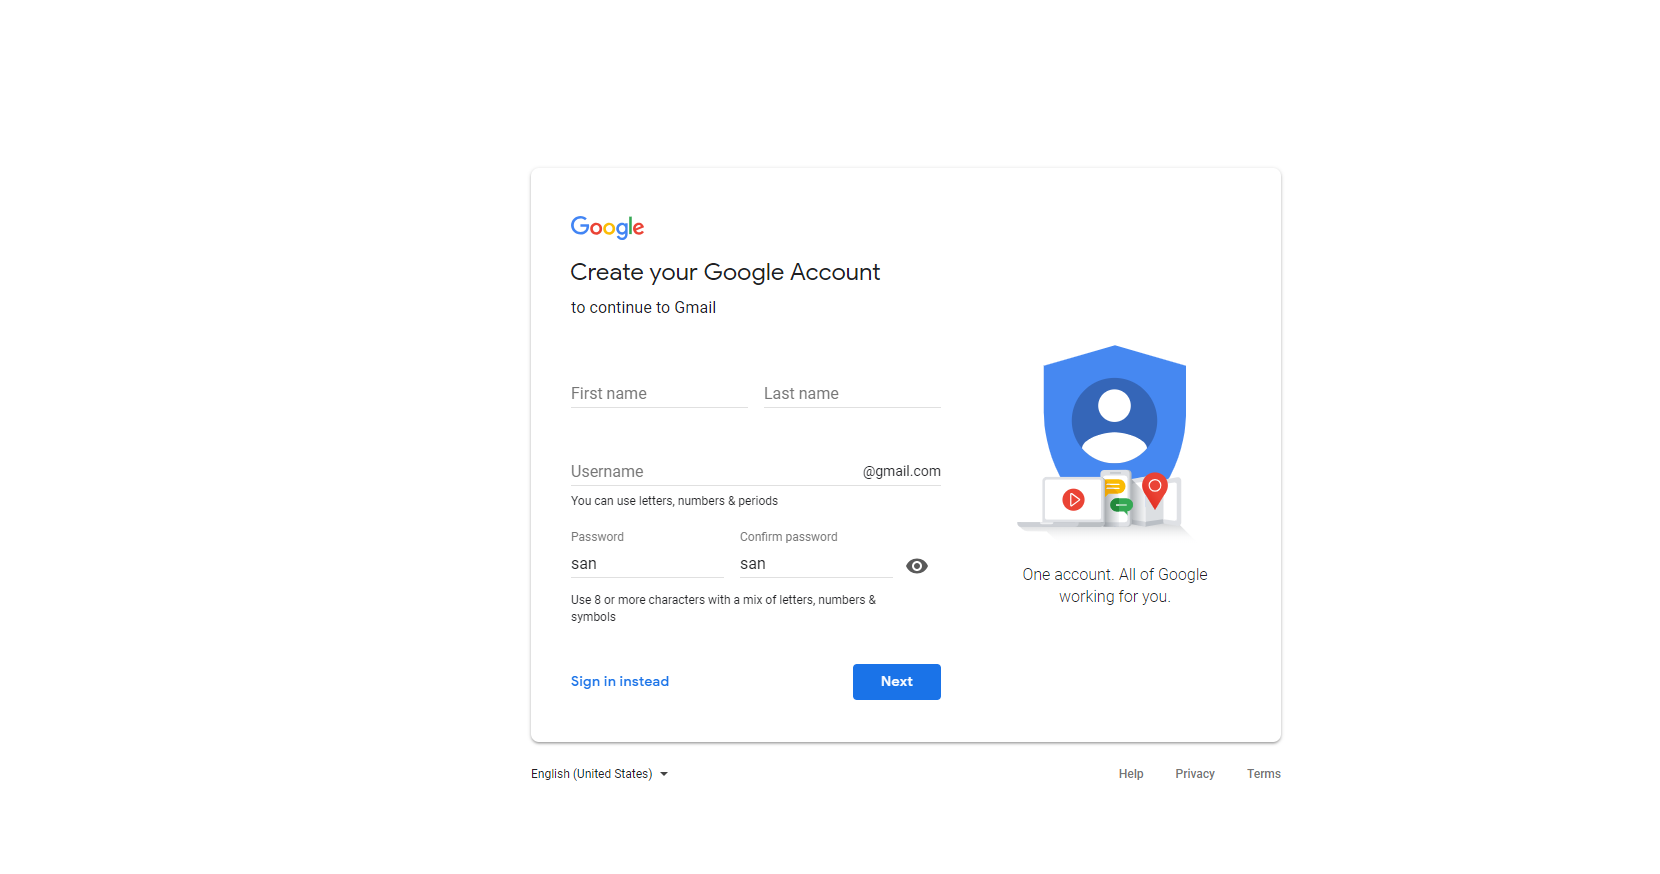 Google
Create your Google Account
to continue to Gmail
First name
Last name
Username
@gmail.com
You can use letters, numbers & periods
Password
Confirm password
san
san
Use 8 or more characters with a mix of letters, numbers &
symbols
Sign in instead
Next
One account. All of Google
working for you.
English (United States)
Help
Privacy
Terms